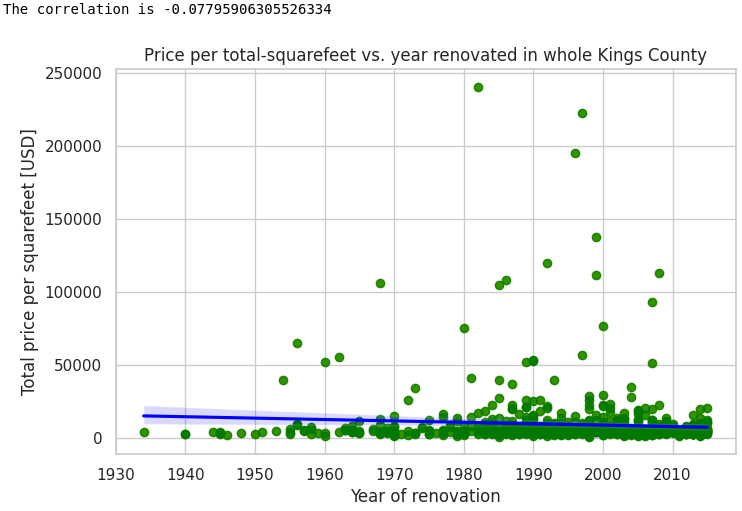 The correlation is -0.07795906305526334
Price per total-squarefeet vs. year renovated in whole Kings County
250000
200000
150000
100000
50000
0
Total price per squarefeet [USD]
1930 1940 1950 1960 1970 1980 1990 2000 2010
Year of renovation